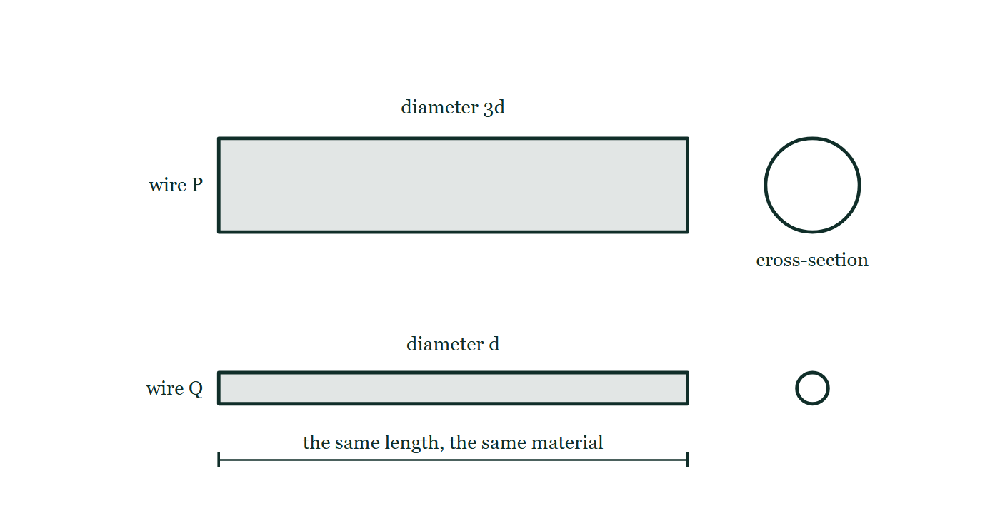 diameter 3d
wire P
cross-section
diameter d
wire Q
the same length, the same material